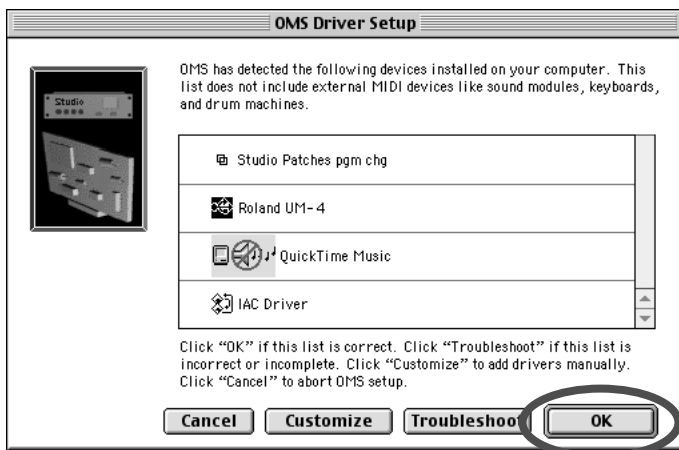 OMS Driver Setup
OMS has detected the following devices installed on your computer. This
list does not include external MIDI devices like sound modules, keyboards,
and drum machines.
Studio
Studio Patches pgm chg
Roland UM-4
QuickTime Music
IAC Driver
Click “OK” if this list is correct. Click “Troubleshoot” if this list is
incorrect or incomplete. Click “Customize” to add drivers manually.
Click “Cancel” to abort OMS setup.
Cancel Customize Troubleshoot OK